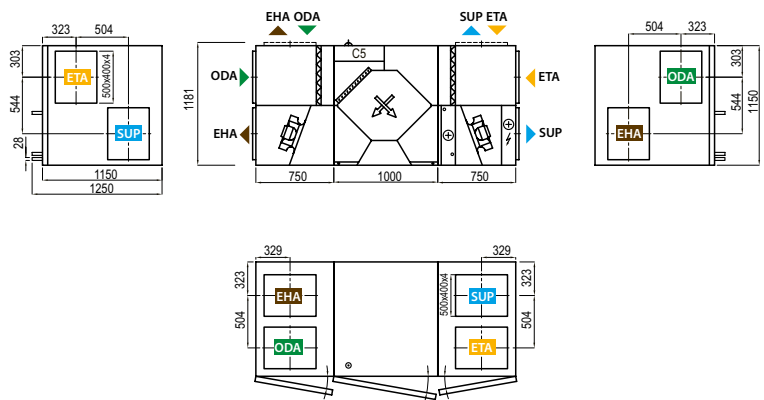 323 504
303
544
28
ETA
500x400x4
SUP
1150
1250
EHA ODA
SUP ETA
C5
1181
ODA
EHA
ETA
SUP
750
1000
750
504 323
ODA
EHA
303
544
1150
329
323
504
EHA
ODA
329
500x400x4
SUP
ETA
323
504